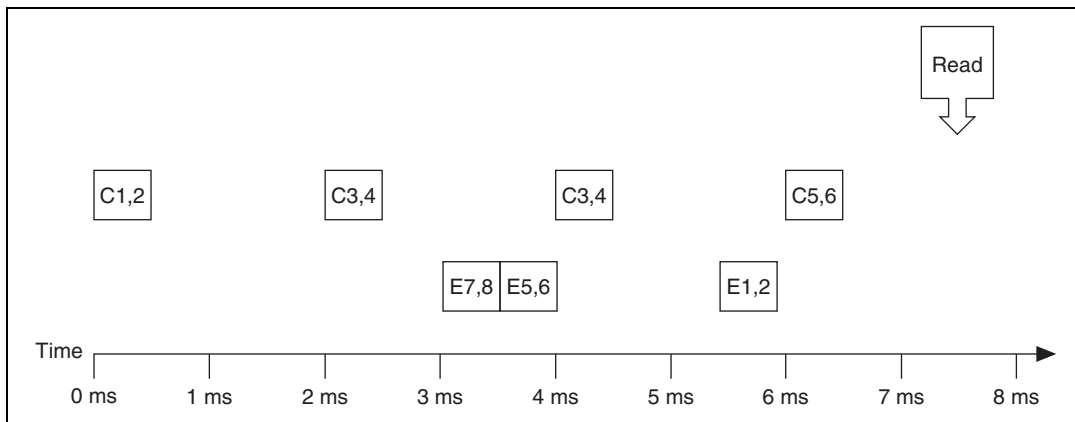 Read
C1,2 C3,4 C3,4 C5,6
E7,8 E5,6 E1,2
Time
0 ms 1 ms 2 ms 3 ms 4 ms 5 ms 6 ms 7 ms 8 ms